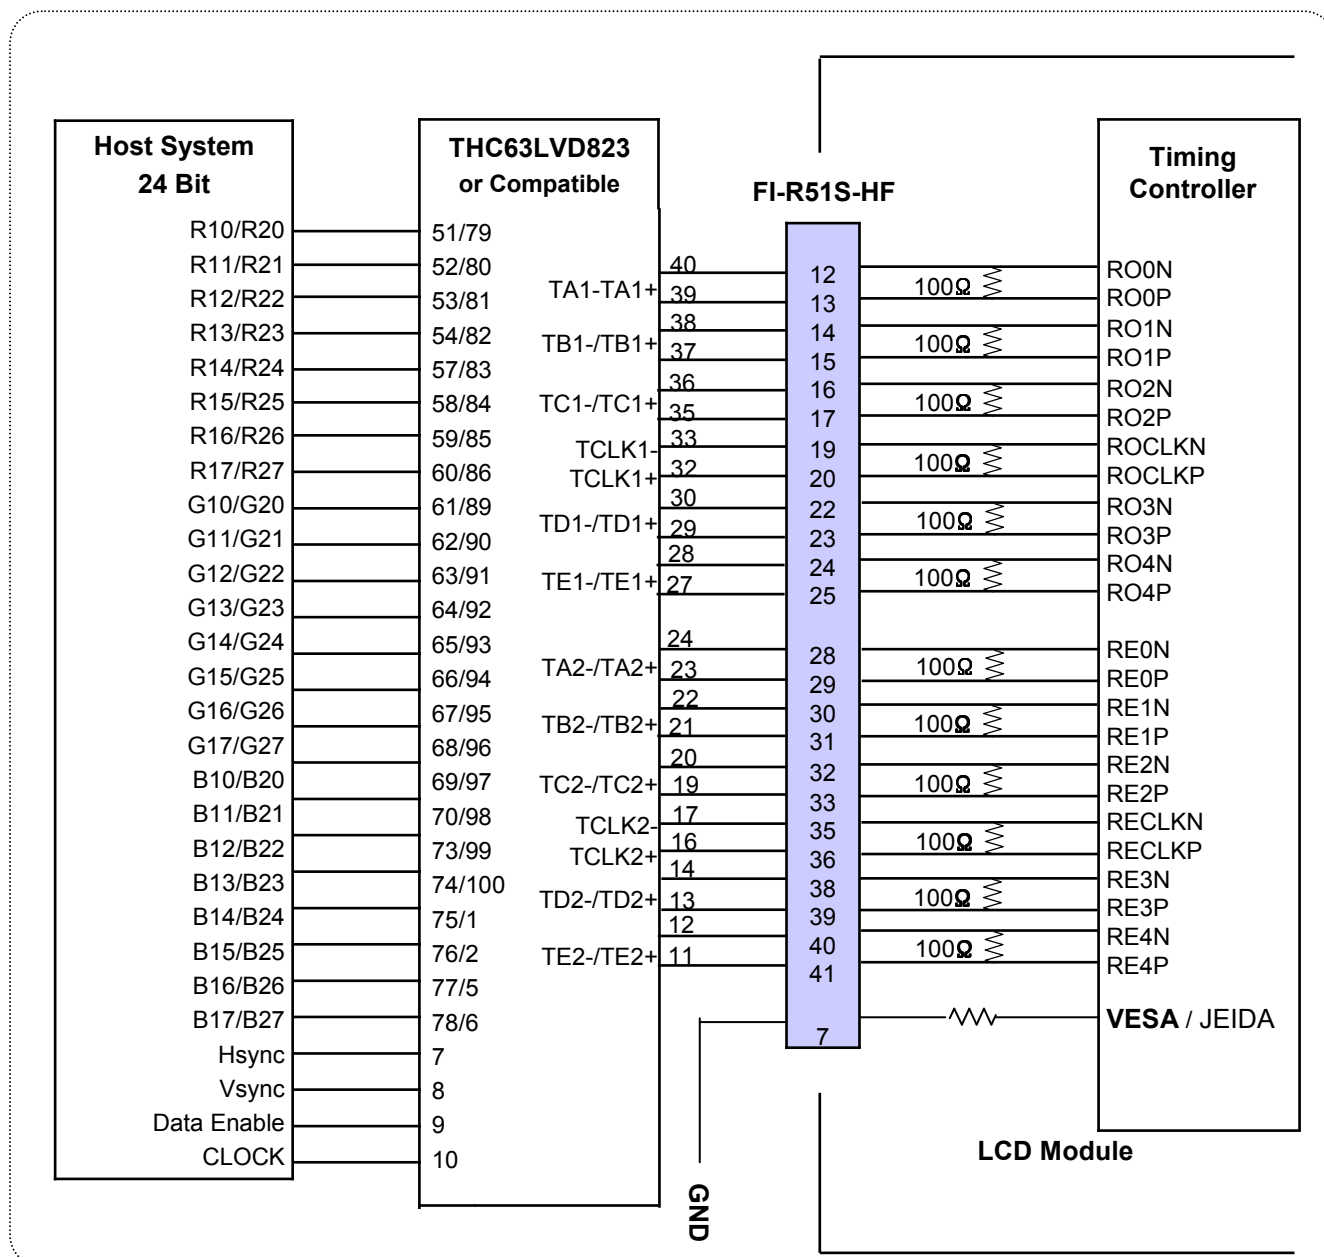 Host System
24 Bit
R10/R20
R11/R21
R12/R22
R13/R23
R14/R24
R15/R25
R16/R26
R17/R27
G10/G20
G11/G21
G12/G22
G13/G23
G14/G24
G15/G25
G16/G26
G17/G27
B10/B20
B11/B21
B12/B22
B13/B23
B14/B24
B15/B25
B16/B26
B17/B27
Hsync
Vsync
Data Enable
CLOCK
THC63LVD823
or Compatible
51/79
52/80
53/81
54/82
57/83
58/84
59/85
60/86
61/89
62/90
63/91
64/92
65/93
66/94
67/95
68/96
69/97
70/98
73/99
74/100
75/1
76/2
77/5
78/6
7
8
9
10
TA1-TA1+
TB1-/TB1+
TC1-/TC1+
TCLK1-
TCLK1+
TD1-/TD1+
TE1-/TE1+
TA2-/TA2+
TB2-/TB2+
TC2-/TC2+
TCLK2-
TCLK2+
TD2-/TD2+
TE2-/TE2+
40
39
38
37
36
35
33
32
30
29
28
27
24
23
22
21
20
19
17
16
14
13
12
11
FI-R51S-HF
12
13
14
15
16
17
19
20
22
23
24
25
28
29
30
31
32
33
35
36
38
39
40
41
7
GND
100Ω
100Ω
100Ω
100Ω
100Ω
100Ω
100Ω
100Ω
100Ω
100Ω
100Ω
100Ω
Timing
Controller
RO0N
RO0P
RO1N
RO1P
RO2N
RO2P
ROCLKN
ROCLKP
RO3N
RO3P
RO4N
RO4P
RE0N
RE0P
RE1N
RE1P
RE2N
RE2P
RECLKN
RECLKP
RE3N
RE3P
RE4N
RE4P
VESA / JEIDA
LCD Module